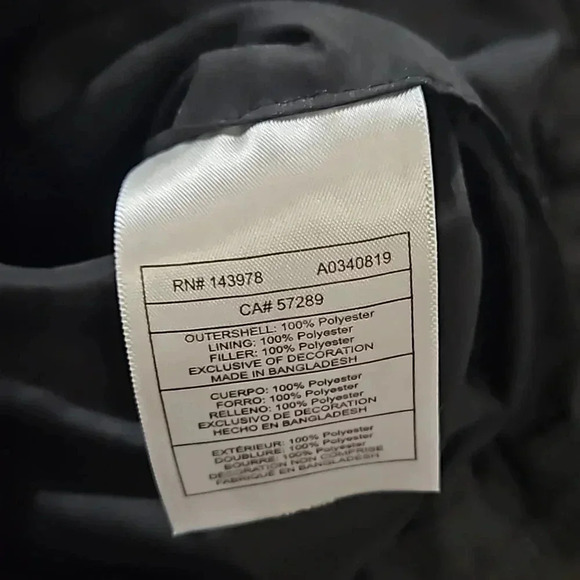 RN# 143978 A0340819
CA# 57289
OUTERSHELL: 100% Polyester
LINING: 100% Polyester
FILLER: 100% Polyester
EXCLUSIVE OF DECORATION
MADE IN BANGLADESH
CUERPO: 100% Polyester
FORRO: 100% Polyester
RELLENO: 100% Polyester
EXCLUSIVO DE DECORATION
HECHO EN BANGLADESH
EXTÉRIEUR: 100% Polyester
DOUBLURE: 100% Polyester
BOURRE: 100% Polyester
DÉCORATION NON COMPRISE
FABRIQUÉ EN BANGLADESH